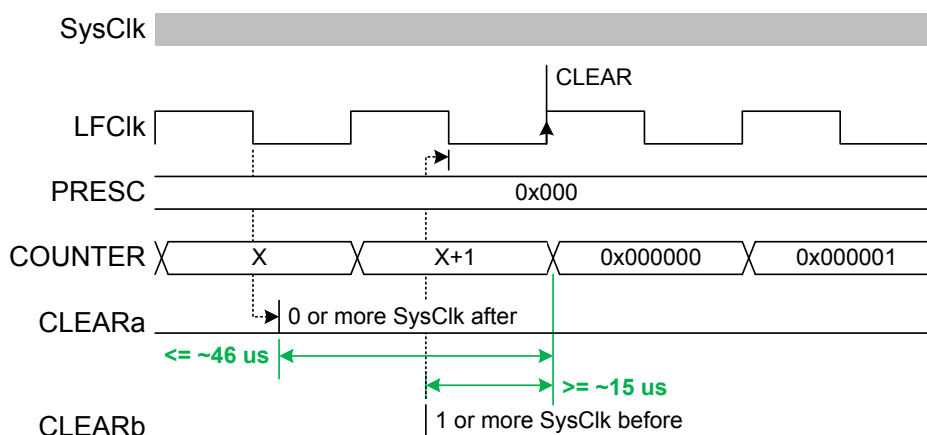 SysClk
CLEAR
LFClk
PRESC
0x000
COUNTER
X
X+1
0x000000
0x000001
0 or more SysClk after
CLEARa
<= ~46 us
>= ~15 us
1 or more SysClk before
CLEARb